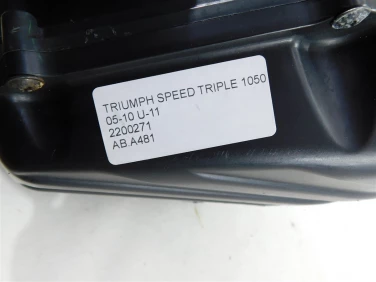 TRIUMPH SPEED TRIPLE 1050
05-10 U-11
2200271
AB.A481